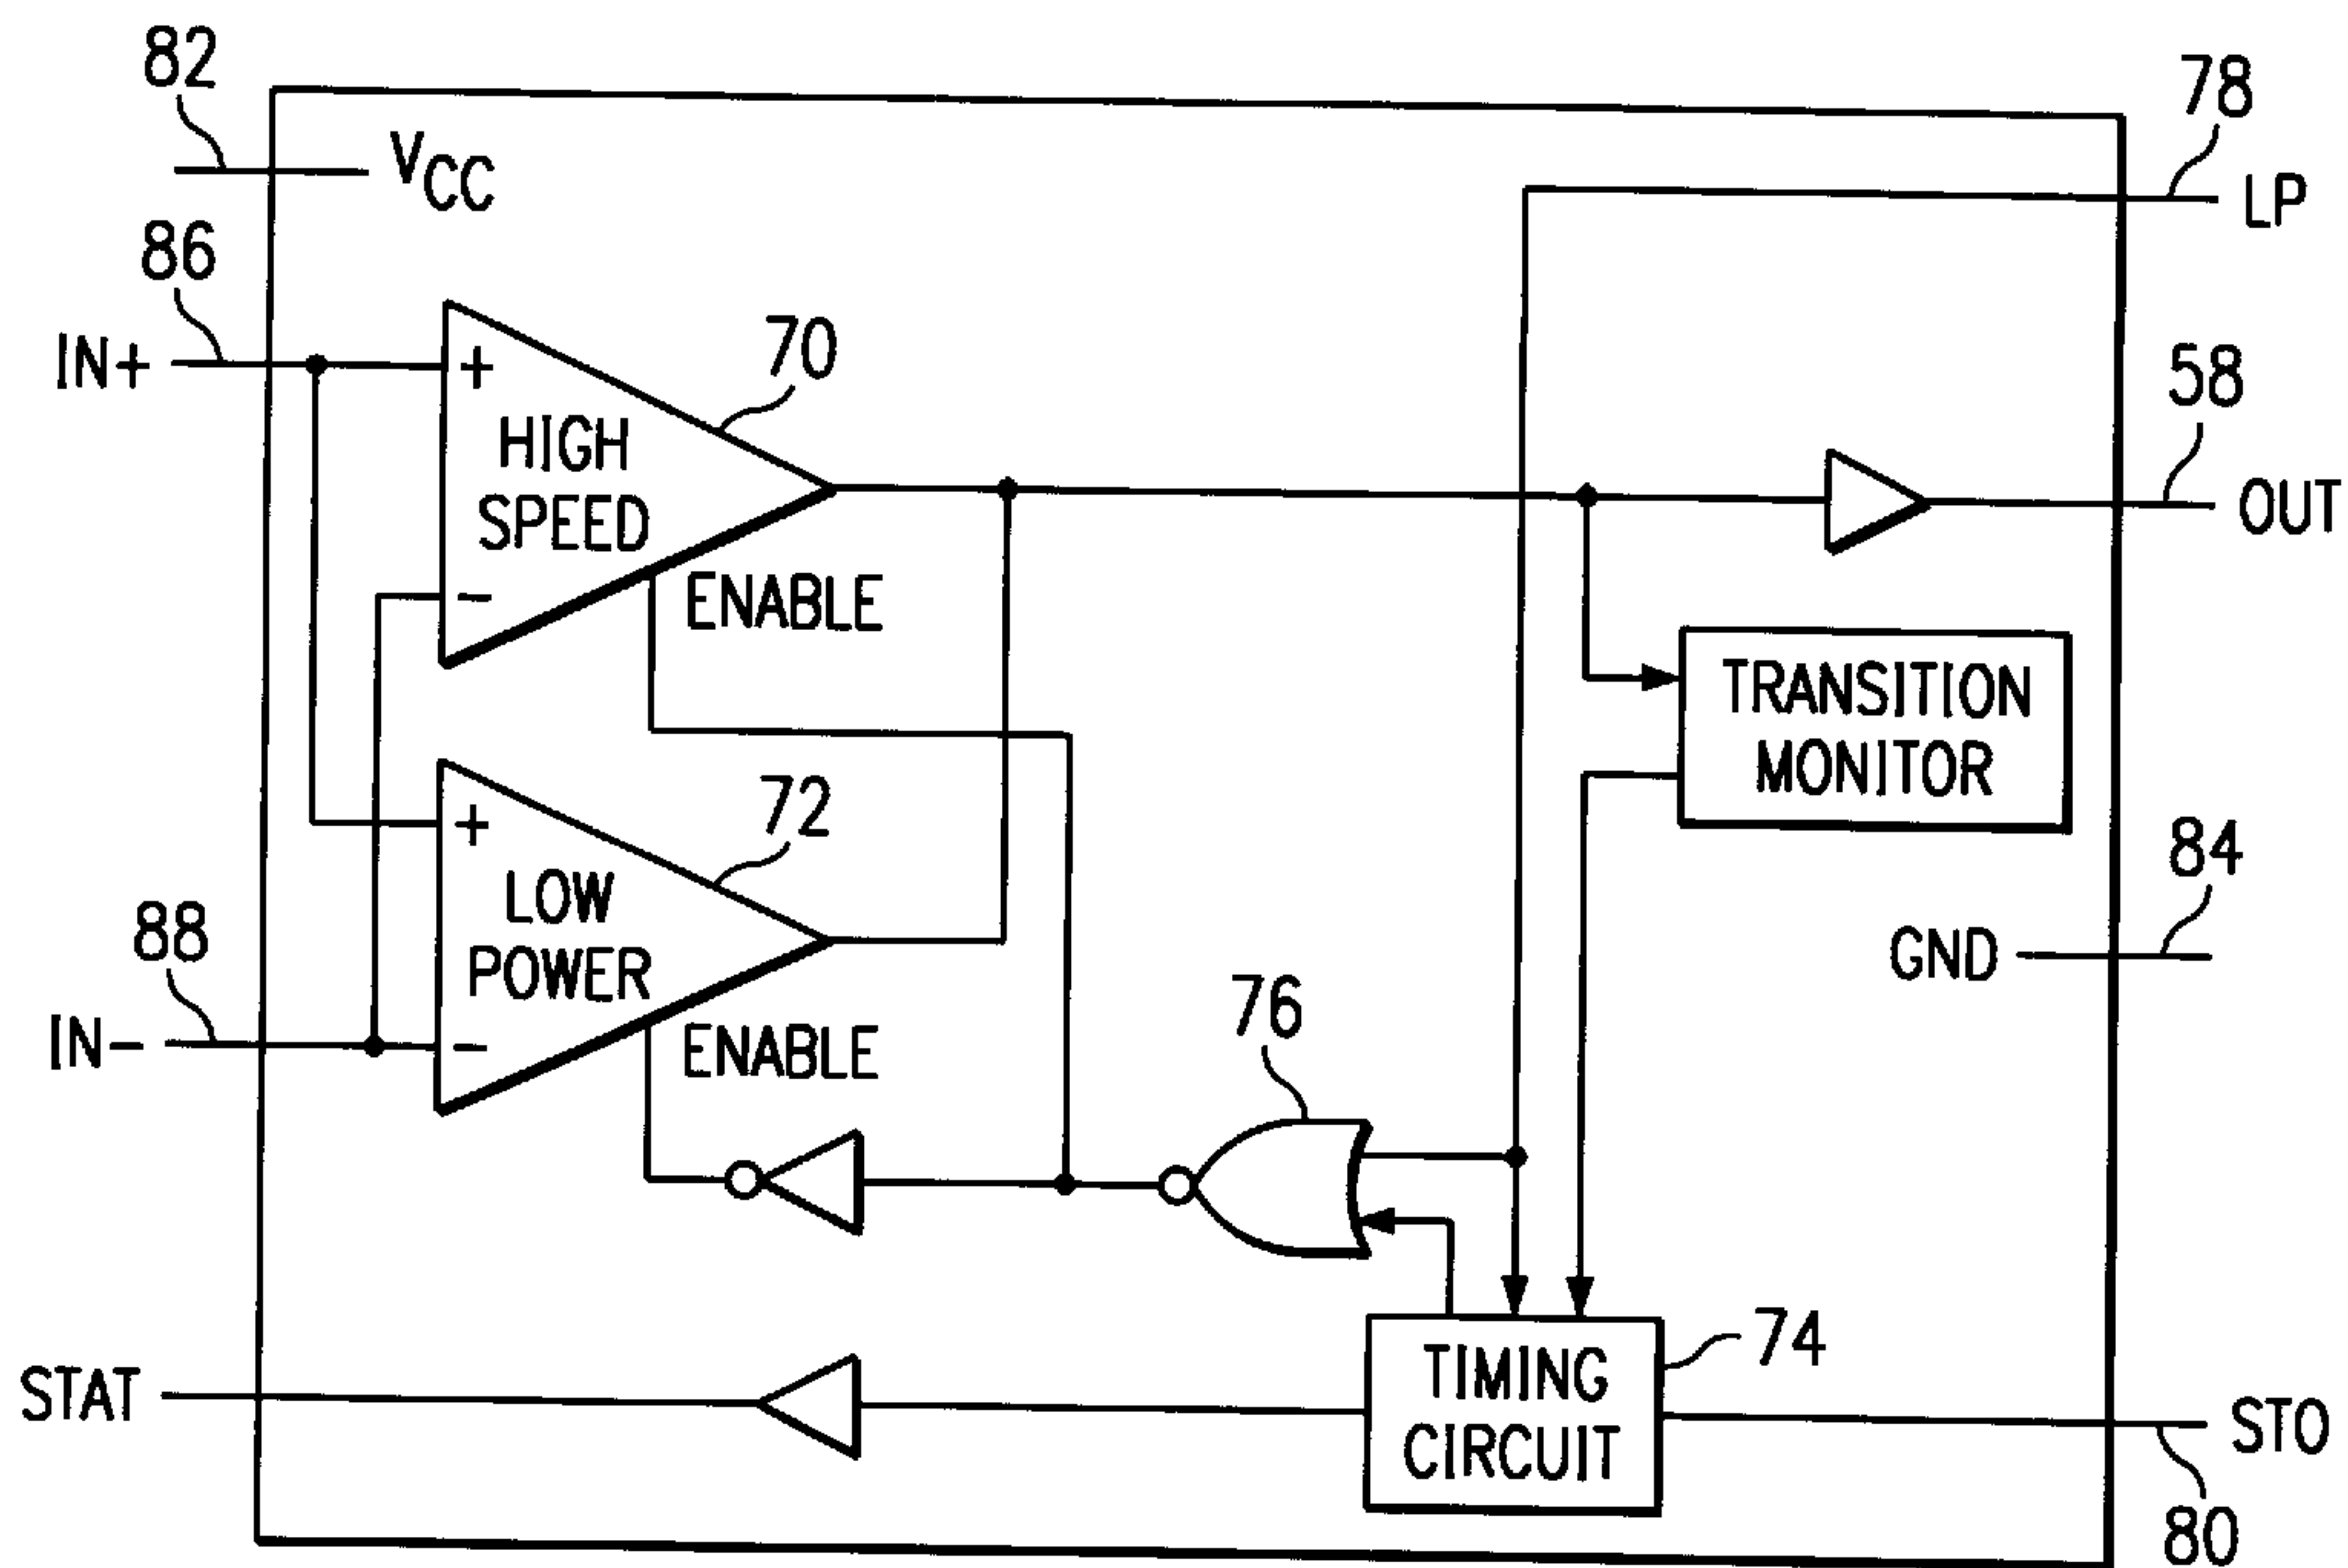 82
78
VCC
LP
86
70
58
IN+
+
HIGH
SPEED
OUT
-
ENABLE
TRANSITION
MONITOR
72
84
+
LOW
POWER
88
GND
76
IN-
-
ENABLE
74
STAT
TIMING
CIRCUIT
STO
80